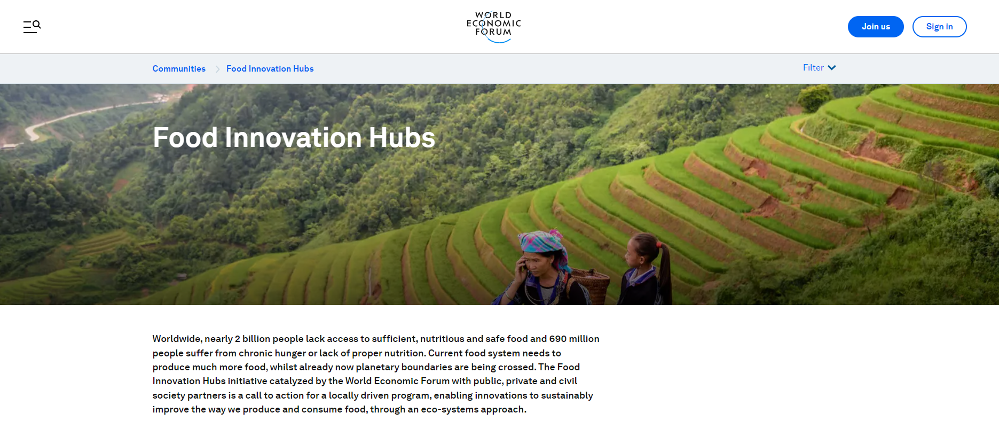 WORLD
ECONOMIC
FORUM
Join us
Sign in
Communities
Food Innovation Hubs
Filter
Food Innovation Hubs
Worldwide, nearly 2 billion people lack access to sufficient, nutritious and safe food and 690 million
people suffer from chronic hunger or lack of proper nutrition. Current food system needs to
produce much more food, whilst already now planetary boundaries are being crossed. The Food
Innovation Hubs initiative catalyzed by the World Economic Forum with public, private and civil
society partners is a call to action for a locally driven program, enabling innovations to sustainably
improve the way we produce and consume food, through an eco-systems approach.